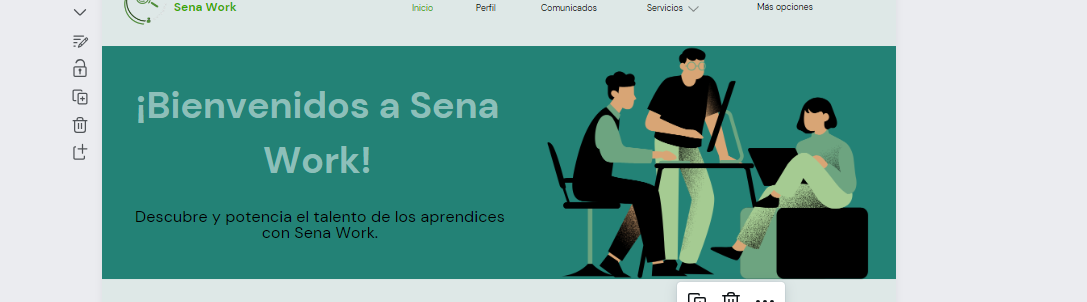 Sena Work
Inicio Perfil Comunicados Servicios Más opciones
¡Bienvenidos a Sena
Work!
Descubre y potencia el talento de los aprendices
con Sena Work.